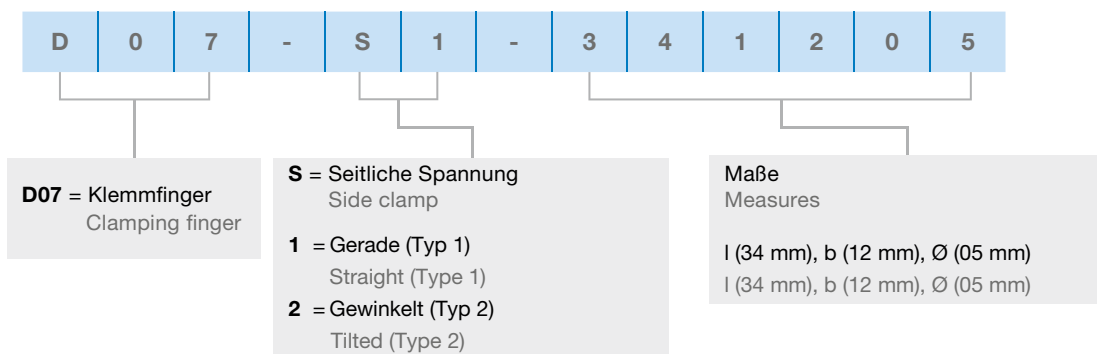 D 0 7 - S 1 - 3 4 1 2 0 5
D07 = Klemmfinger
Clamping finger
S = Seitliche Spannung
Side clamp
1 = Gerade (Typ 1)
Straight (Type 1)
2 = Gewinkelt (Typ 2)
Tilted (Type 2)
Maße
Measures
l (34 mm), b (12 mm), Ø (05 mm)
l (34 mm), b (12 mm), Ø (05 mm)